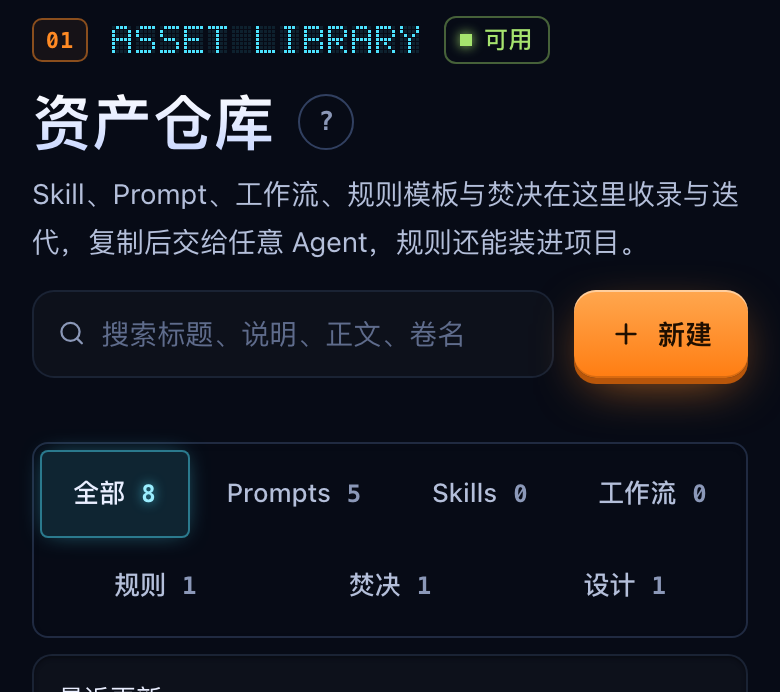 01 ASSET LIBRARY 可用
资产仓库 ?
Skill、Prompt、工作流、规则模板与焚决在这里收录与迭
代，复制后交给任意 Agent，规则还能装进项目。
搜索标题、说明、正文、卷名 + 新建
全部 8 Prompts 5 Skills 0 工作流 0
规则 1 焚决 1 设计 1
最近更新